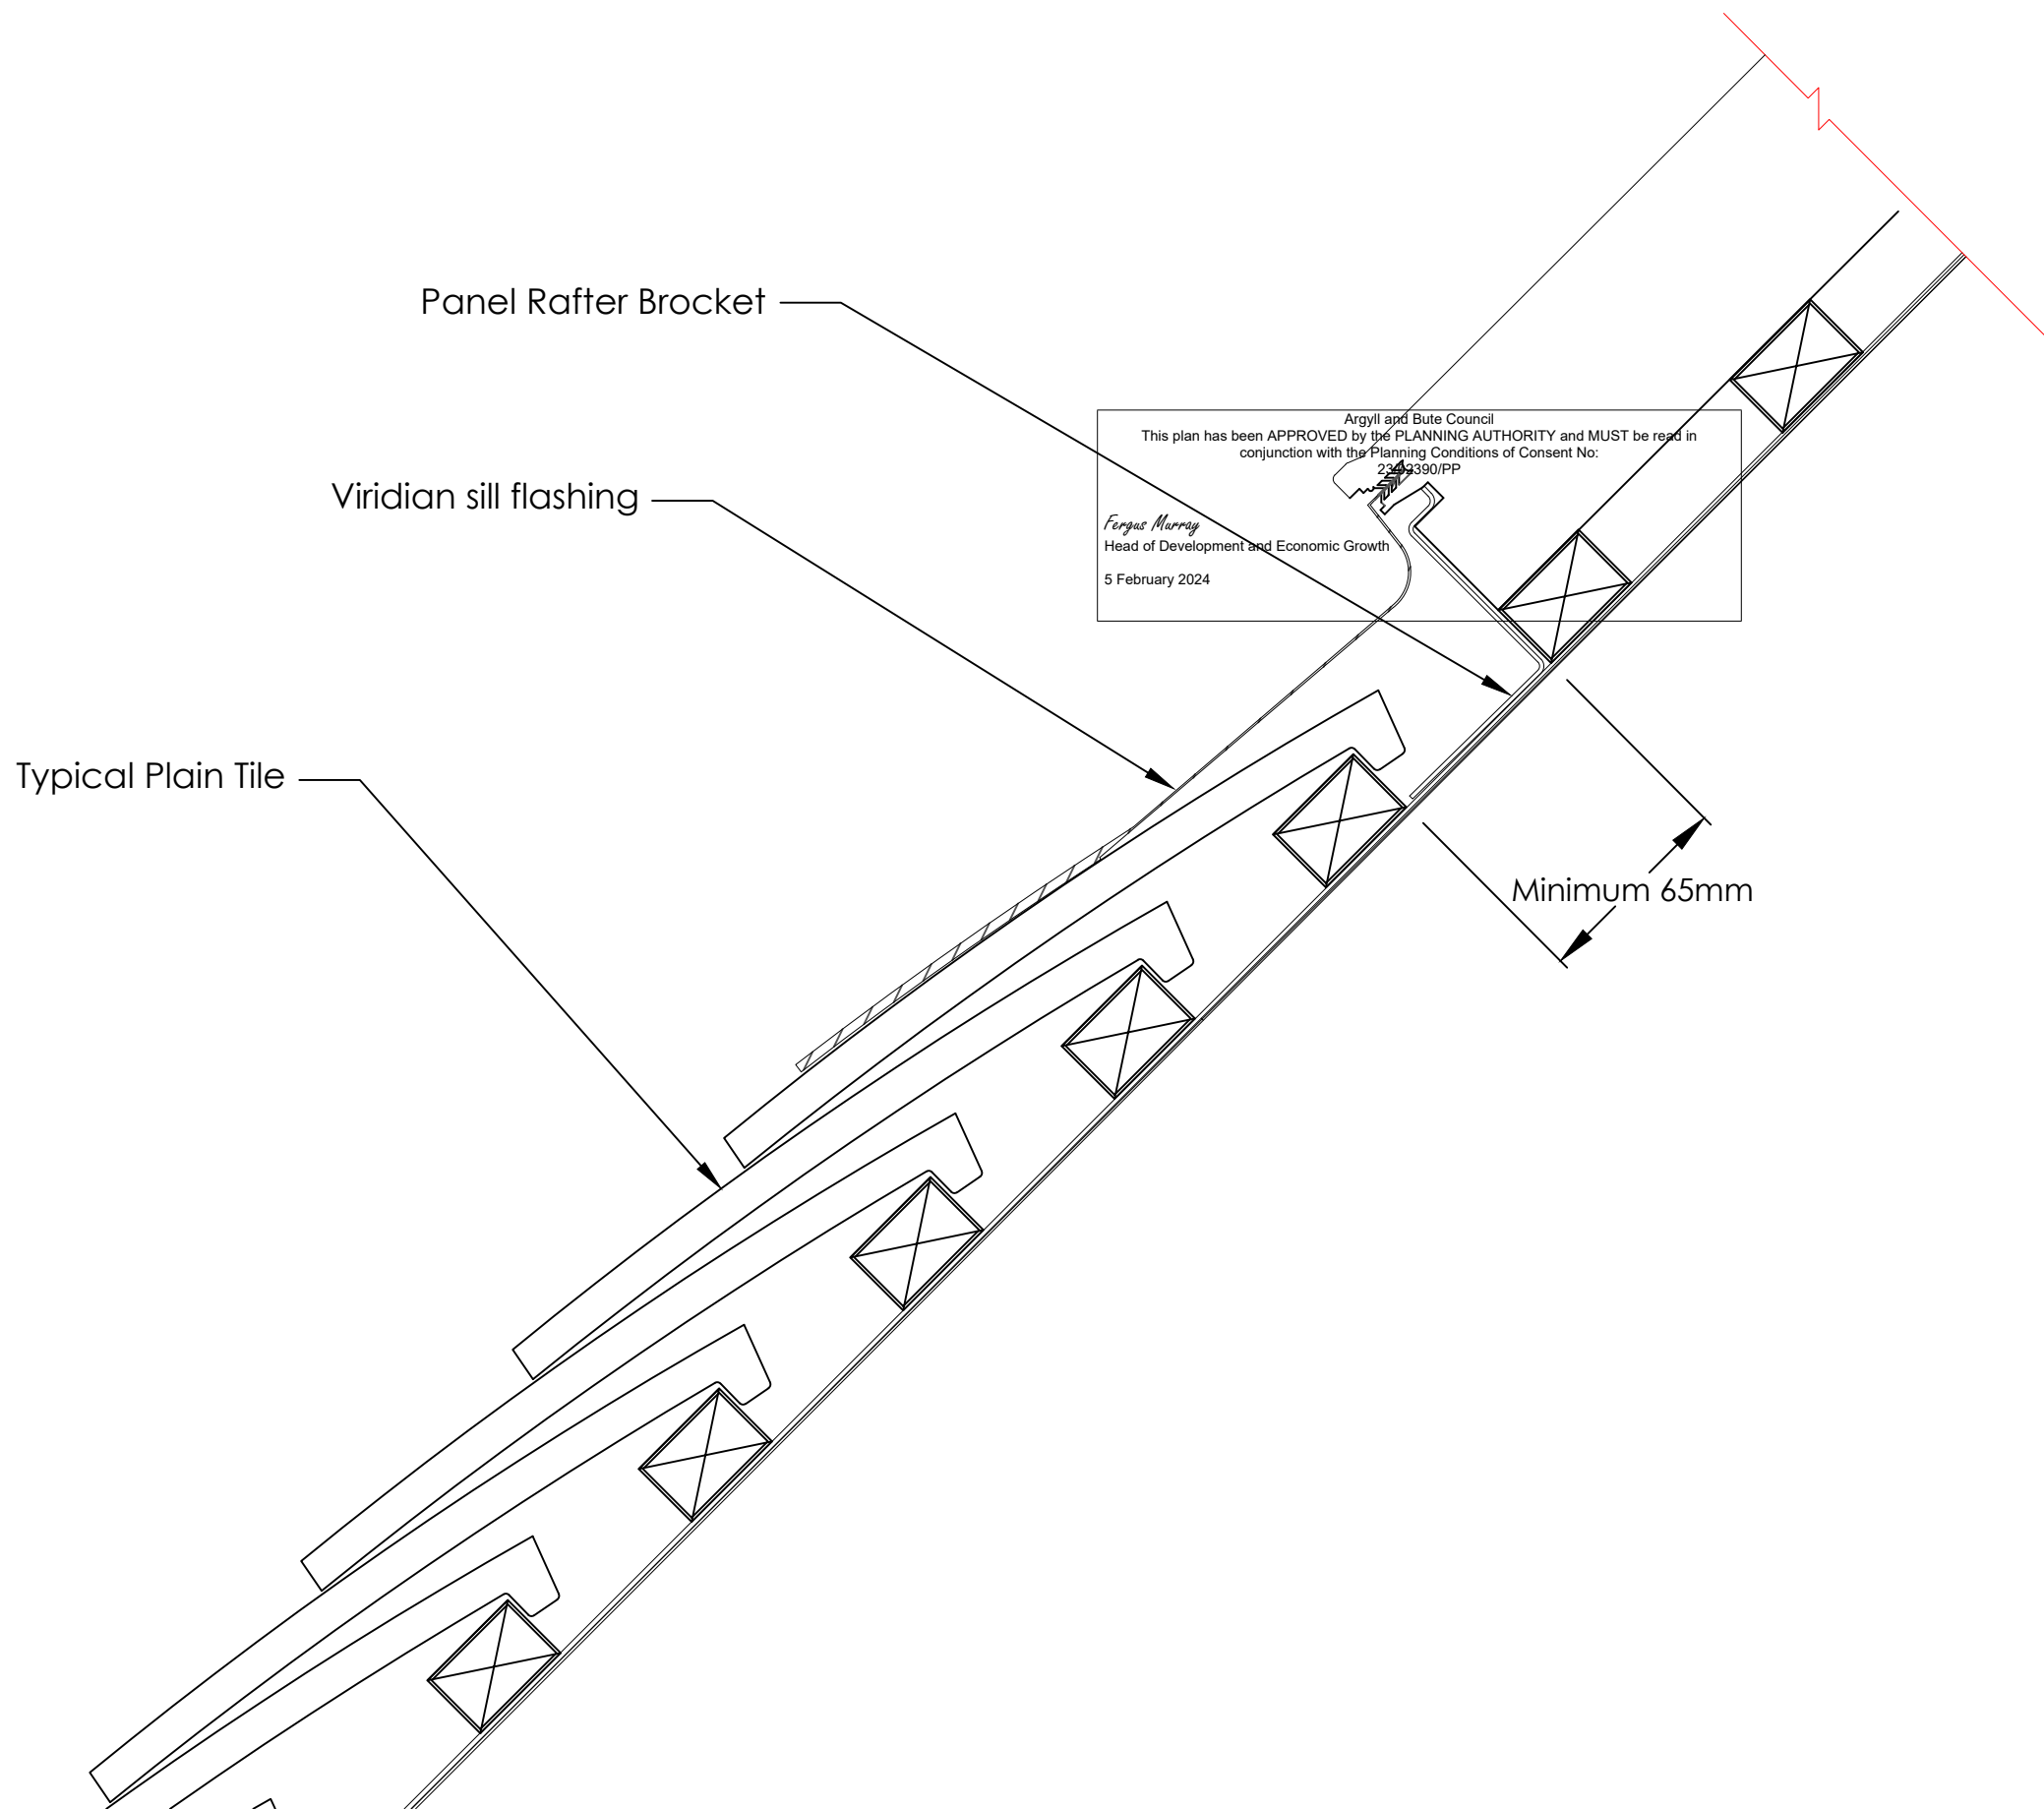 Panel Rafter Brocket
Argyll and Bute Council
This plan has been APPROVED by the PLANNING AUTHORITY and MUST be read in
conjunction with the Planning Conditions of Consent No:
23/02390/PP
Viridian sill flashing
Fergus Murray
Head of Development and Economic Growth
5 February 2024
Typical Plain Tile
Minimum 65mm